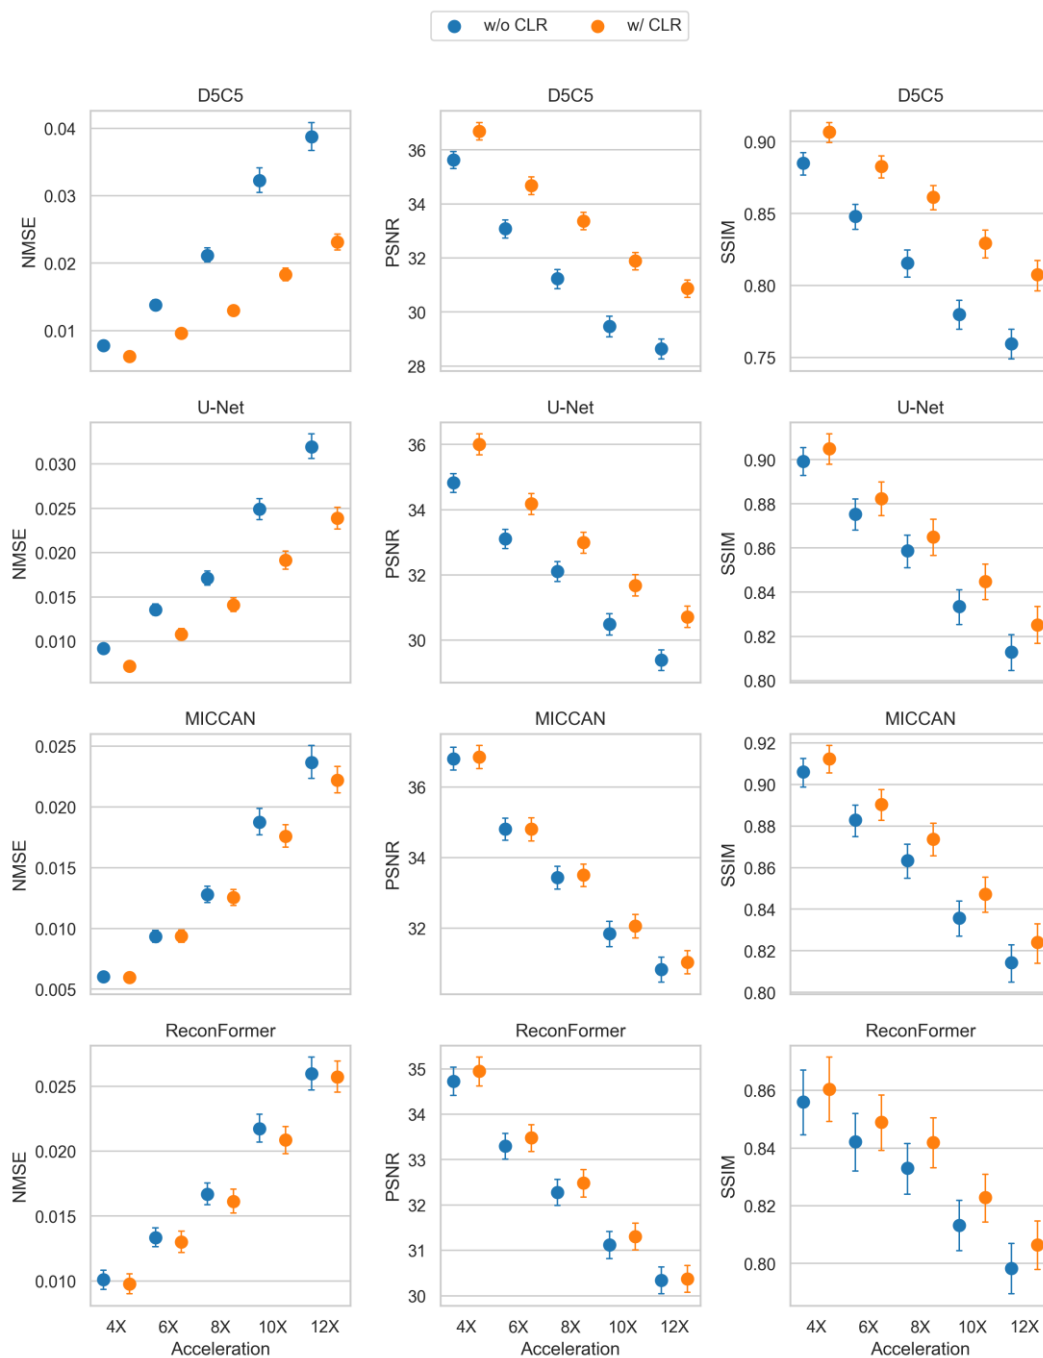 w/o CLR w/ CLR
D5C5 D5C5 D5C5
NMSE
0.04
0.03
0.02
0.01
PSNR
36
34
32
30
28
SSIM
0.90
0.85
0.80
0.75
U-Net U-Net U-Net
NMSE
0.030
0.025
0.020
0.015
0.010
PSNR
36
34
32
30
SSIM
0.90
0.88
0.86
0.84
0.82
0.80
MICCAN MICCAN MICCAN
NMSE
0.025
0.020
0.015
0.010
0.005
PSNR
36
34
32
SSIM
0.92
0.90
0.88
0.86
0.84
0.82
0.80
ReconFormer ReconFormer ReconFormer
NMSE
0.025
0.020
0.015
0.010
PSNR
35
34
33
32
31
30
SSIM
0.86
0.84
0.82
0.80
4X 6X 8X 10X 12X
Acceleration
4X 6X 8X 10X 12X
Acceleration
4X 6X 8X 10X 12X
Acceleration